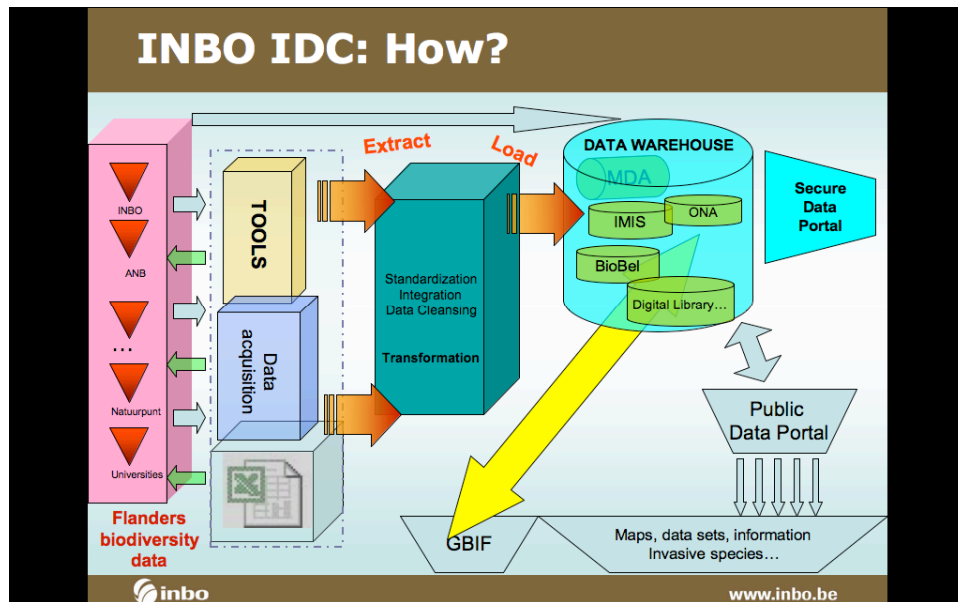 INBO IDC: How?
Extract
Load
DATA WAREHOUSE
MDA
IMIS
ONA
BioBel
Digital Library…
Secure
Data
Portal
INBO
ANB
…
Natuurpunt
Universities
TOOLS
Data
acquisition
Standardization
Integration
Data Cleansing
Transformation
Public
Data Portal
Flanders
biodiversity
data
GBIF
Maps, data sets, information
Invasive species…
inbo
www.inbo.be